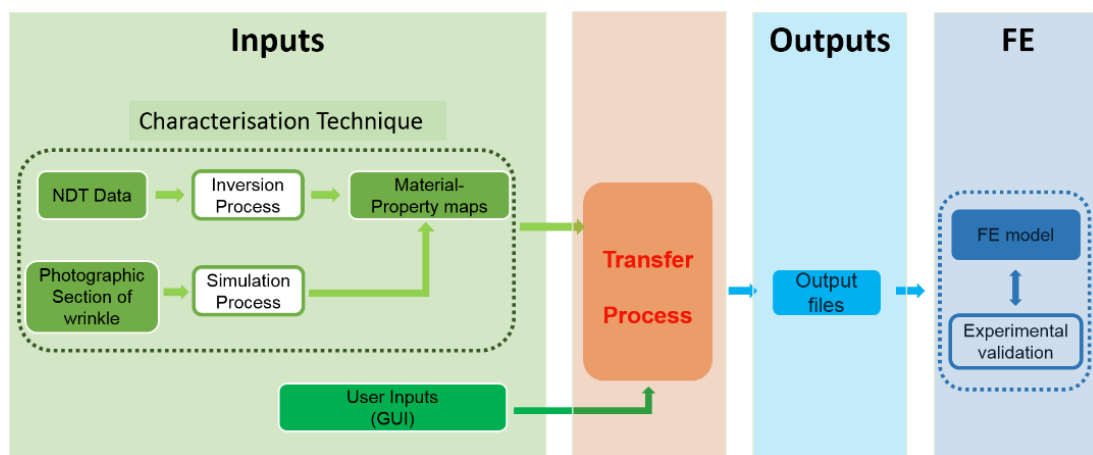 Inputs
Outputs
FE
Characterisation Technique
NDT Data
Inversion
Process
Material-
Property maps
Photographic
Section of
wrinkle
Simulation
Process
User Inputs
(GUI)
Transfer
Process
Output
files
FE model
Experimental
validation